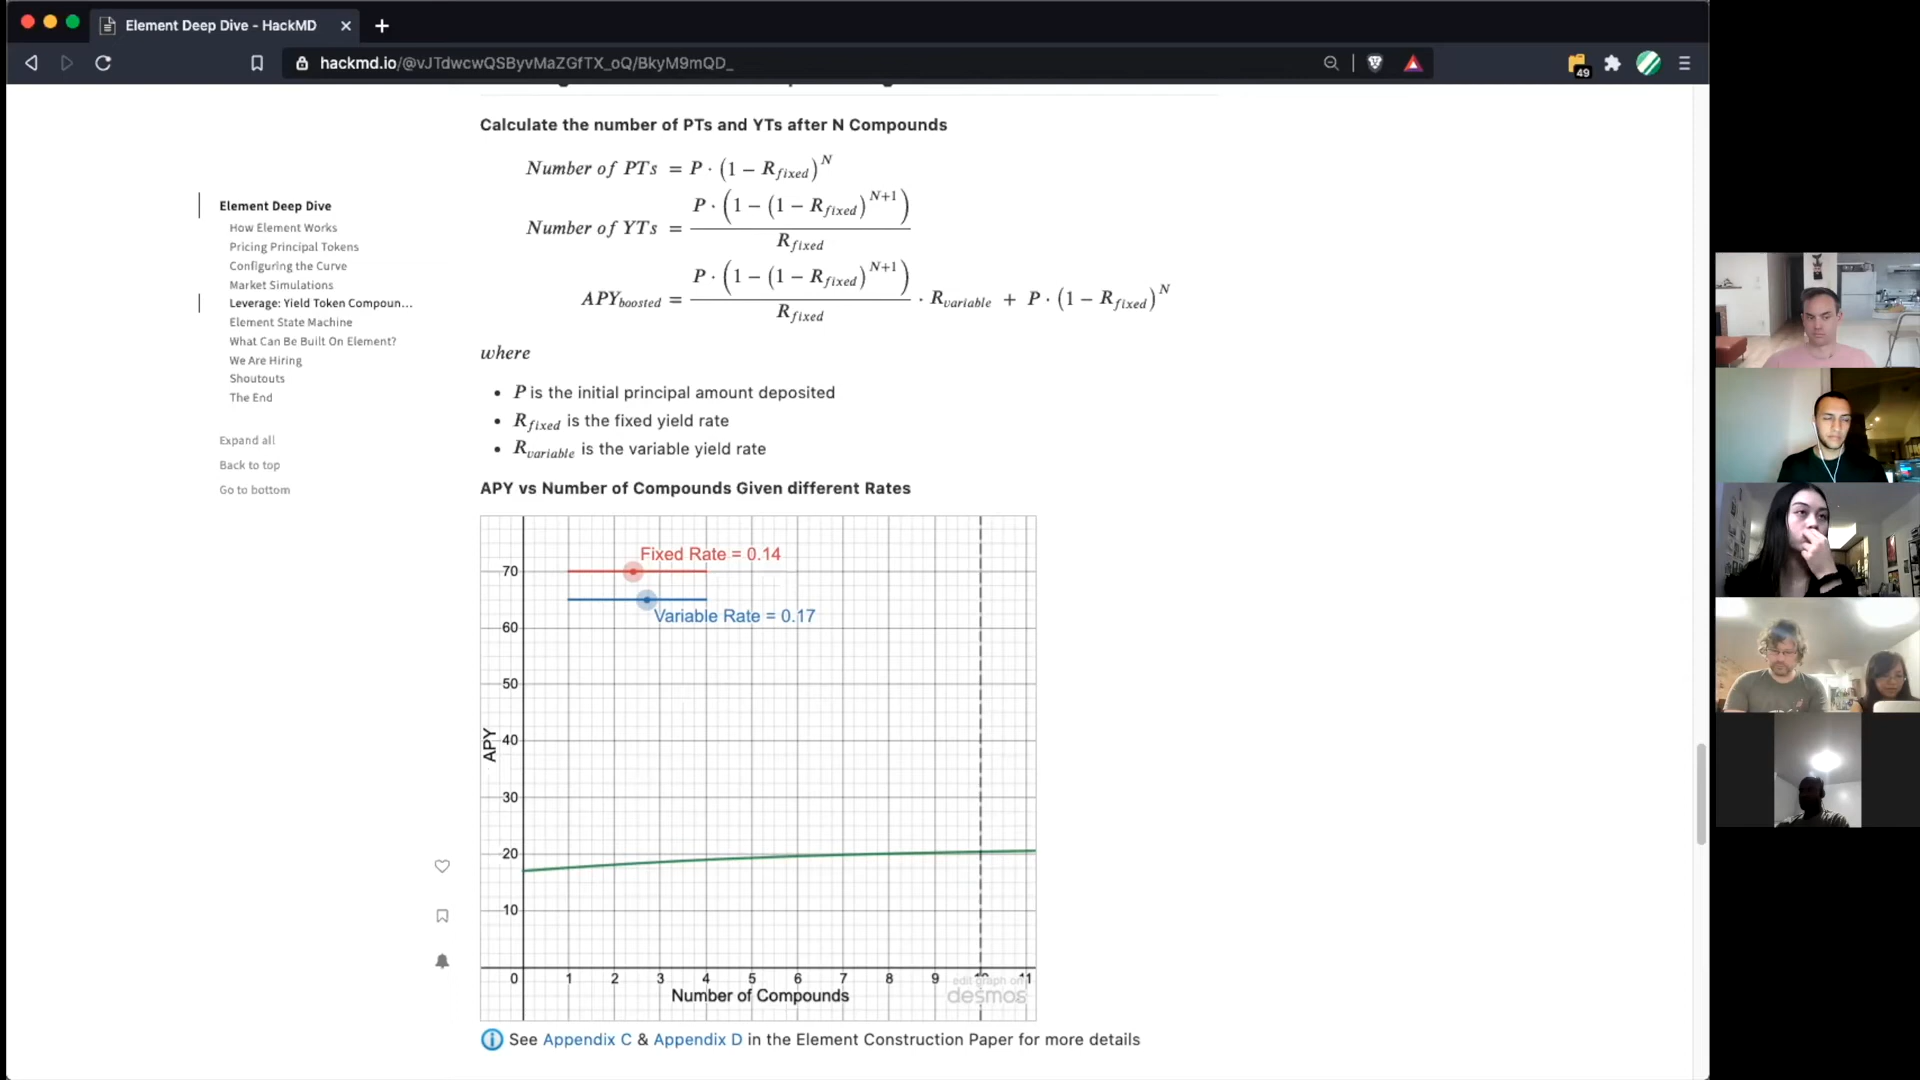 Element Deep Dive - HackMD
hackmd.io/@vJTdwcwQSByvMaZGfTX_oQ/BkyM9mQD_
49
Element Deep Dive
How Element Works
Pricing Principal Tokens
Configuring the Curve
Market Simulations
Leverage: Yield Token Compoun...
Element State Machine
What Can Be Built On Element?
We Are Hiring
Shoutouts
The End
Expand all
Back to top
Go to bottom
Calculate the number of PTs and YTs after N Compounds
Number of PTs = P · (1 − R_fixed)^N
Number of YTs = P · (1 − (1 − R_fixed)^N+1) / R_fixed
APY_boosted = P · (1 − (1 − R_fixed)^N+1) / R_fixed · R_variable + P · (1 − R_fixed)^N
where
• P is the initial principal amount deposited
• R_fixed is the fixed yield rate
• R_variable is the variable yield rate
APY vs Number of Compounds Given different Rates
Fixed Rate = 0.14
70
Variable Rate = 0.17
60
50
40
APY
30
20
10
0 1 2 3 4 5 6 7 8 9 10 11
Number of Compounds
edit graph on
desmos
See Appendix C & Appendix D in the Element Construction Paper for more details